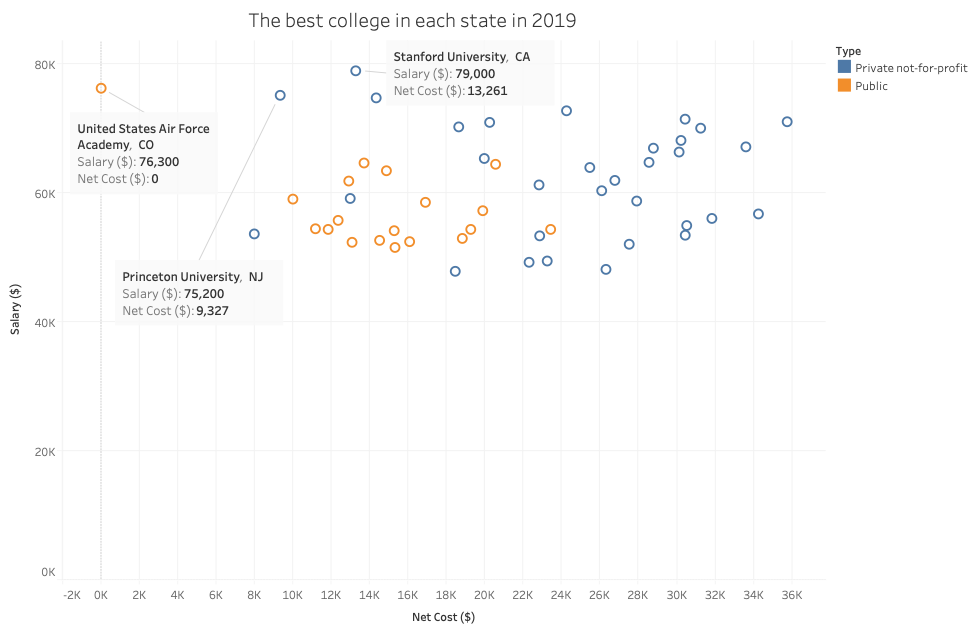 The best college in each state in 2019
Type
Private not-for-profit
Public
Stanford University, CA
Salary ($): 79,000
Net Cost ($): 13,261
United States Air Force
Academy, CO
Salary ($): 76,300
Net Cost ($): 0
Princeton University, NJ
Salary ($): 75,200
Net Cost ($): 9,327
Salary ($)
80K
60K
40K
20K
0K
-2K 0K 2K 4K 6K 8K 10K 12K 14K 16K 18K 20K 22K 24K 26K 28K 30K 32K 34K 36K
Net Cost ($)